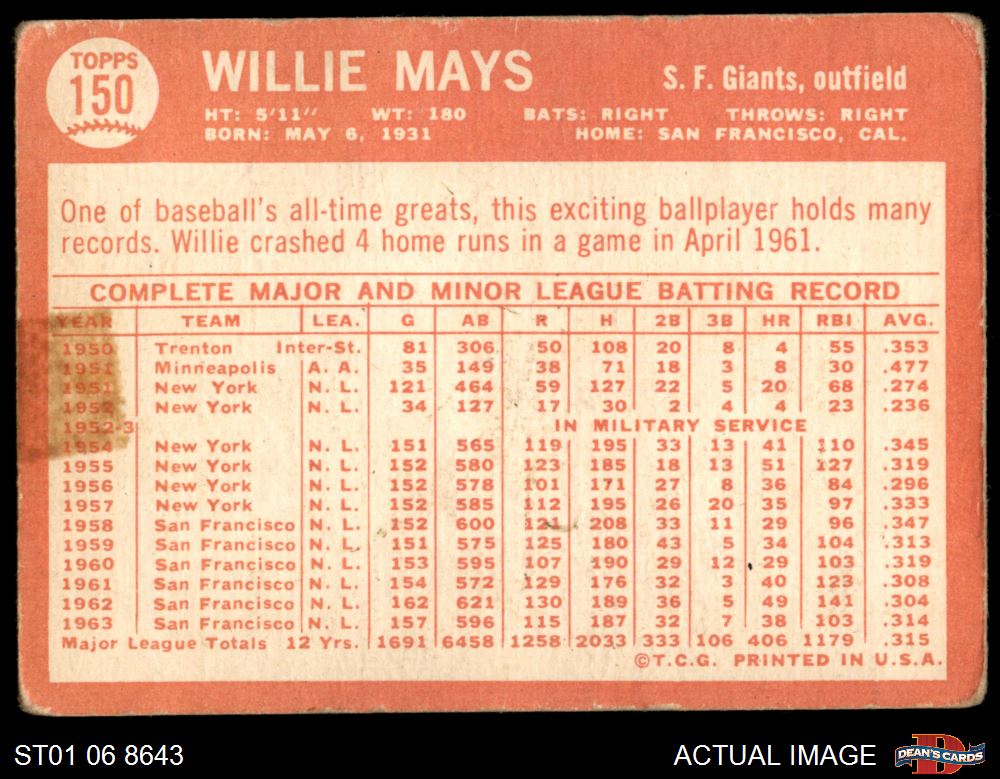 TOPPS
150
WILLIE MAYS
S. F. Giants, outfield
HT: 5'11" WT: 180 BATS: RIGHT THROWS: RIGHT
BORN: MAY 6, 1931 HOME: SAN FRANCISCO, CAL.
One of baseball's all-time greats, this exciting ballplayer holds many
records. Willie crashed 4 home runs in a game in April 1961.
COMPLETE MAJOR AND MINOR LEAGUE BATTING RECORD
YEAR TEAM LEA. G AB R H 2B 3B HR RBI AVG.
1950 Trenton Inter-St. 81 306 50 108 20 8 4 55 .353
1951 Minneapolis A. A. 35 149 38 71 18 3 8 30 .477
1951 New York N. L. 121 464 59 127 22 5 20 68 .274
1952 New York N. L. 34 127 17 30 2 4 4 23 .236
1952-3 IN MILITARY SERVICE
1954 New York N. L. 151 565 119 195 33 13 41 110 .345
1955 New York N. L. 152 580 123 185 18 13 51 127 .319
1956 New York N. L. 152 578 101 171 27 8 36 84 .296
1957 New York N. L. 152 585 112 195 26 20 35 97 .333
1958 San Francisco N. L. 152 600 121 208 33 11 29 96 .347
1959 San Francisco N. L. 151 575 125 180 43 5 34 104 .313
1960 San Francisco N. L. 153 595 107 190 29 12 29 103 .319
1961 San Francisco N. L. 154 572 129 176 32 3 40 123 .308
1962 San Francisco N. L. 162 621 130 189 36 5 49 141 .304
1963 San Francisco N. L. 157 596 115 187 32 7 38 103 .314
Major League Totals 12 Yrs. 1691 6458 1258 2033 333 106 406 1179 .315
©T.C.G. PRINTED IN U.S.A.
ST01 06 8643
ACTUAL IMAGE
D
DEAN'S CARDS